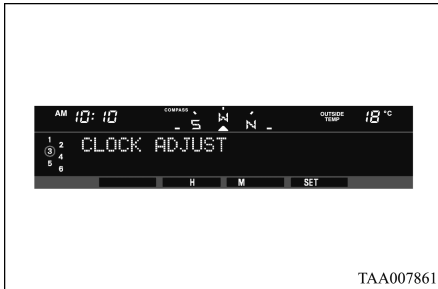 AM 10:10 COMPASS S W N OUTSIDE TEMP 18 °C
1 2 CLOCK ADJUST
3 4
5 6
H M SET
TAA007861